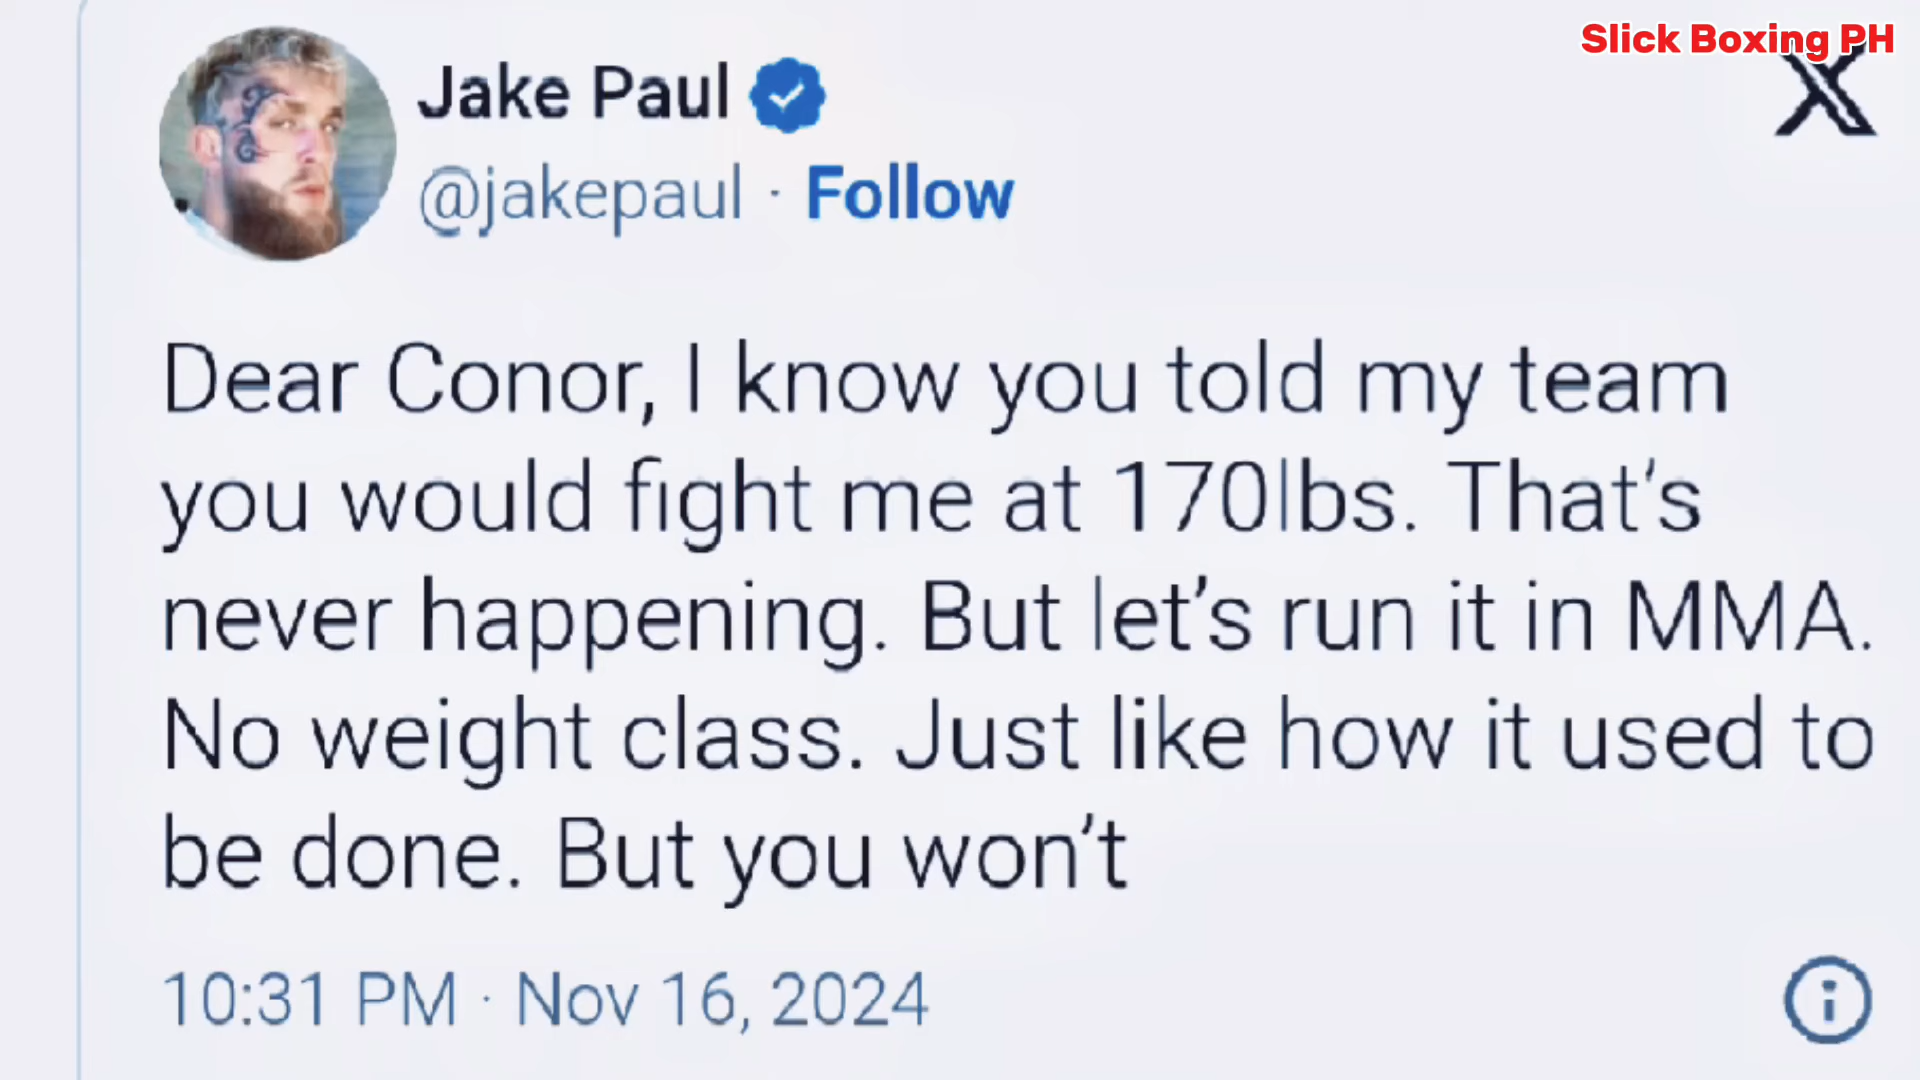 Slick Boxing PH
Jake Paul
@jakepaul · Follow
Dear Conor, I know you told my team
you would fight me at 170lbs. That's
never happening. But let’s run it in MMA.
No weight class. Just like how it used to
be done. But you won’t
10:31 PM · Nov 16, 2024